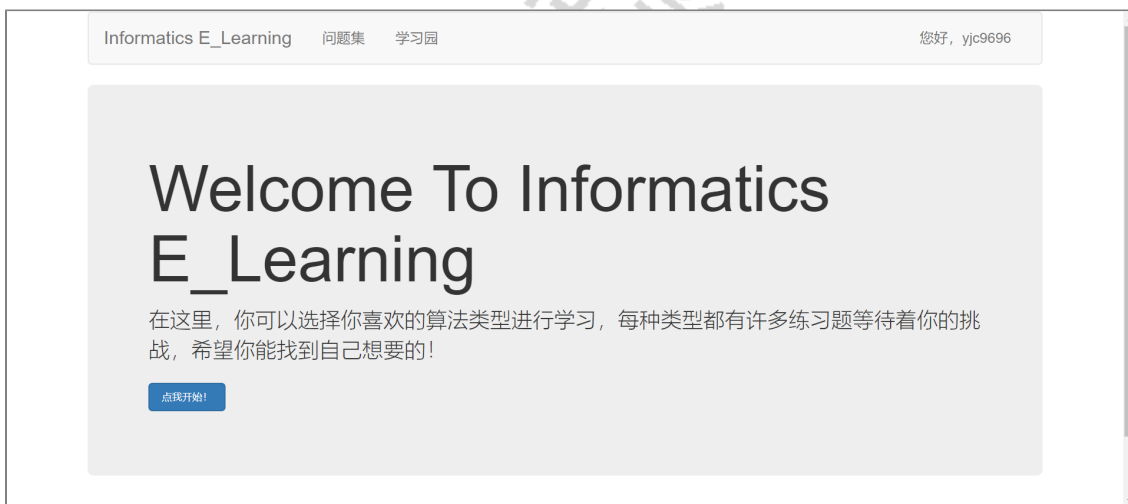 Informatics E_Learning 问题集 学习园 您好，yjc9696
Welcome To Informatics
E_Learning
在这里，你可以选择你喜欢的算法类型进行学习，每种类型都有许多练习题等待着你的挑
战，希望你能找到自己想要的！
点我开始！